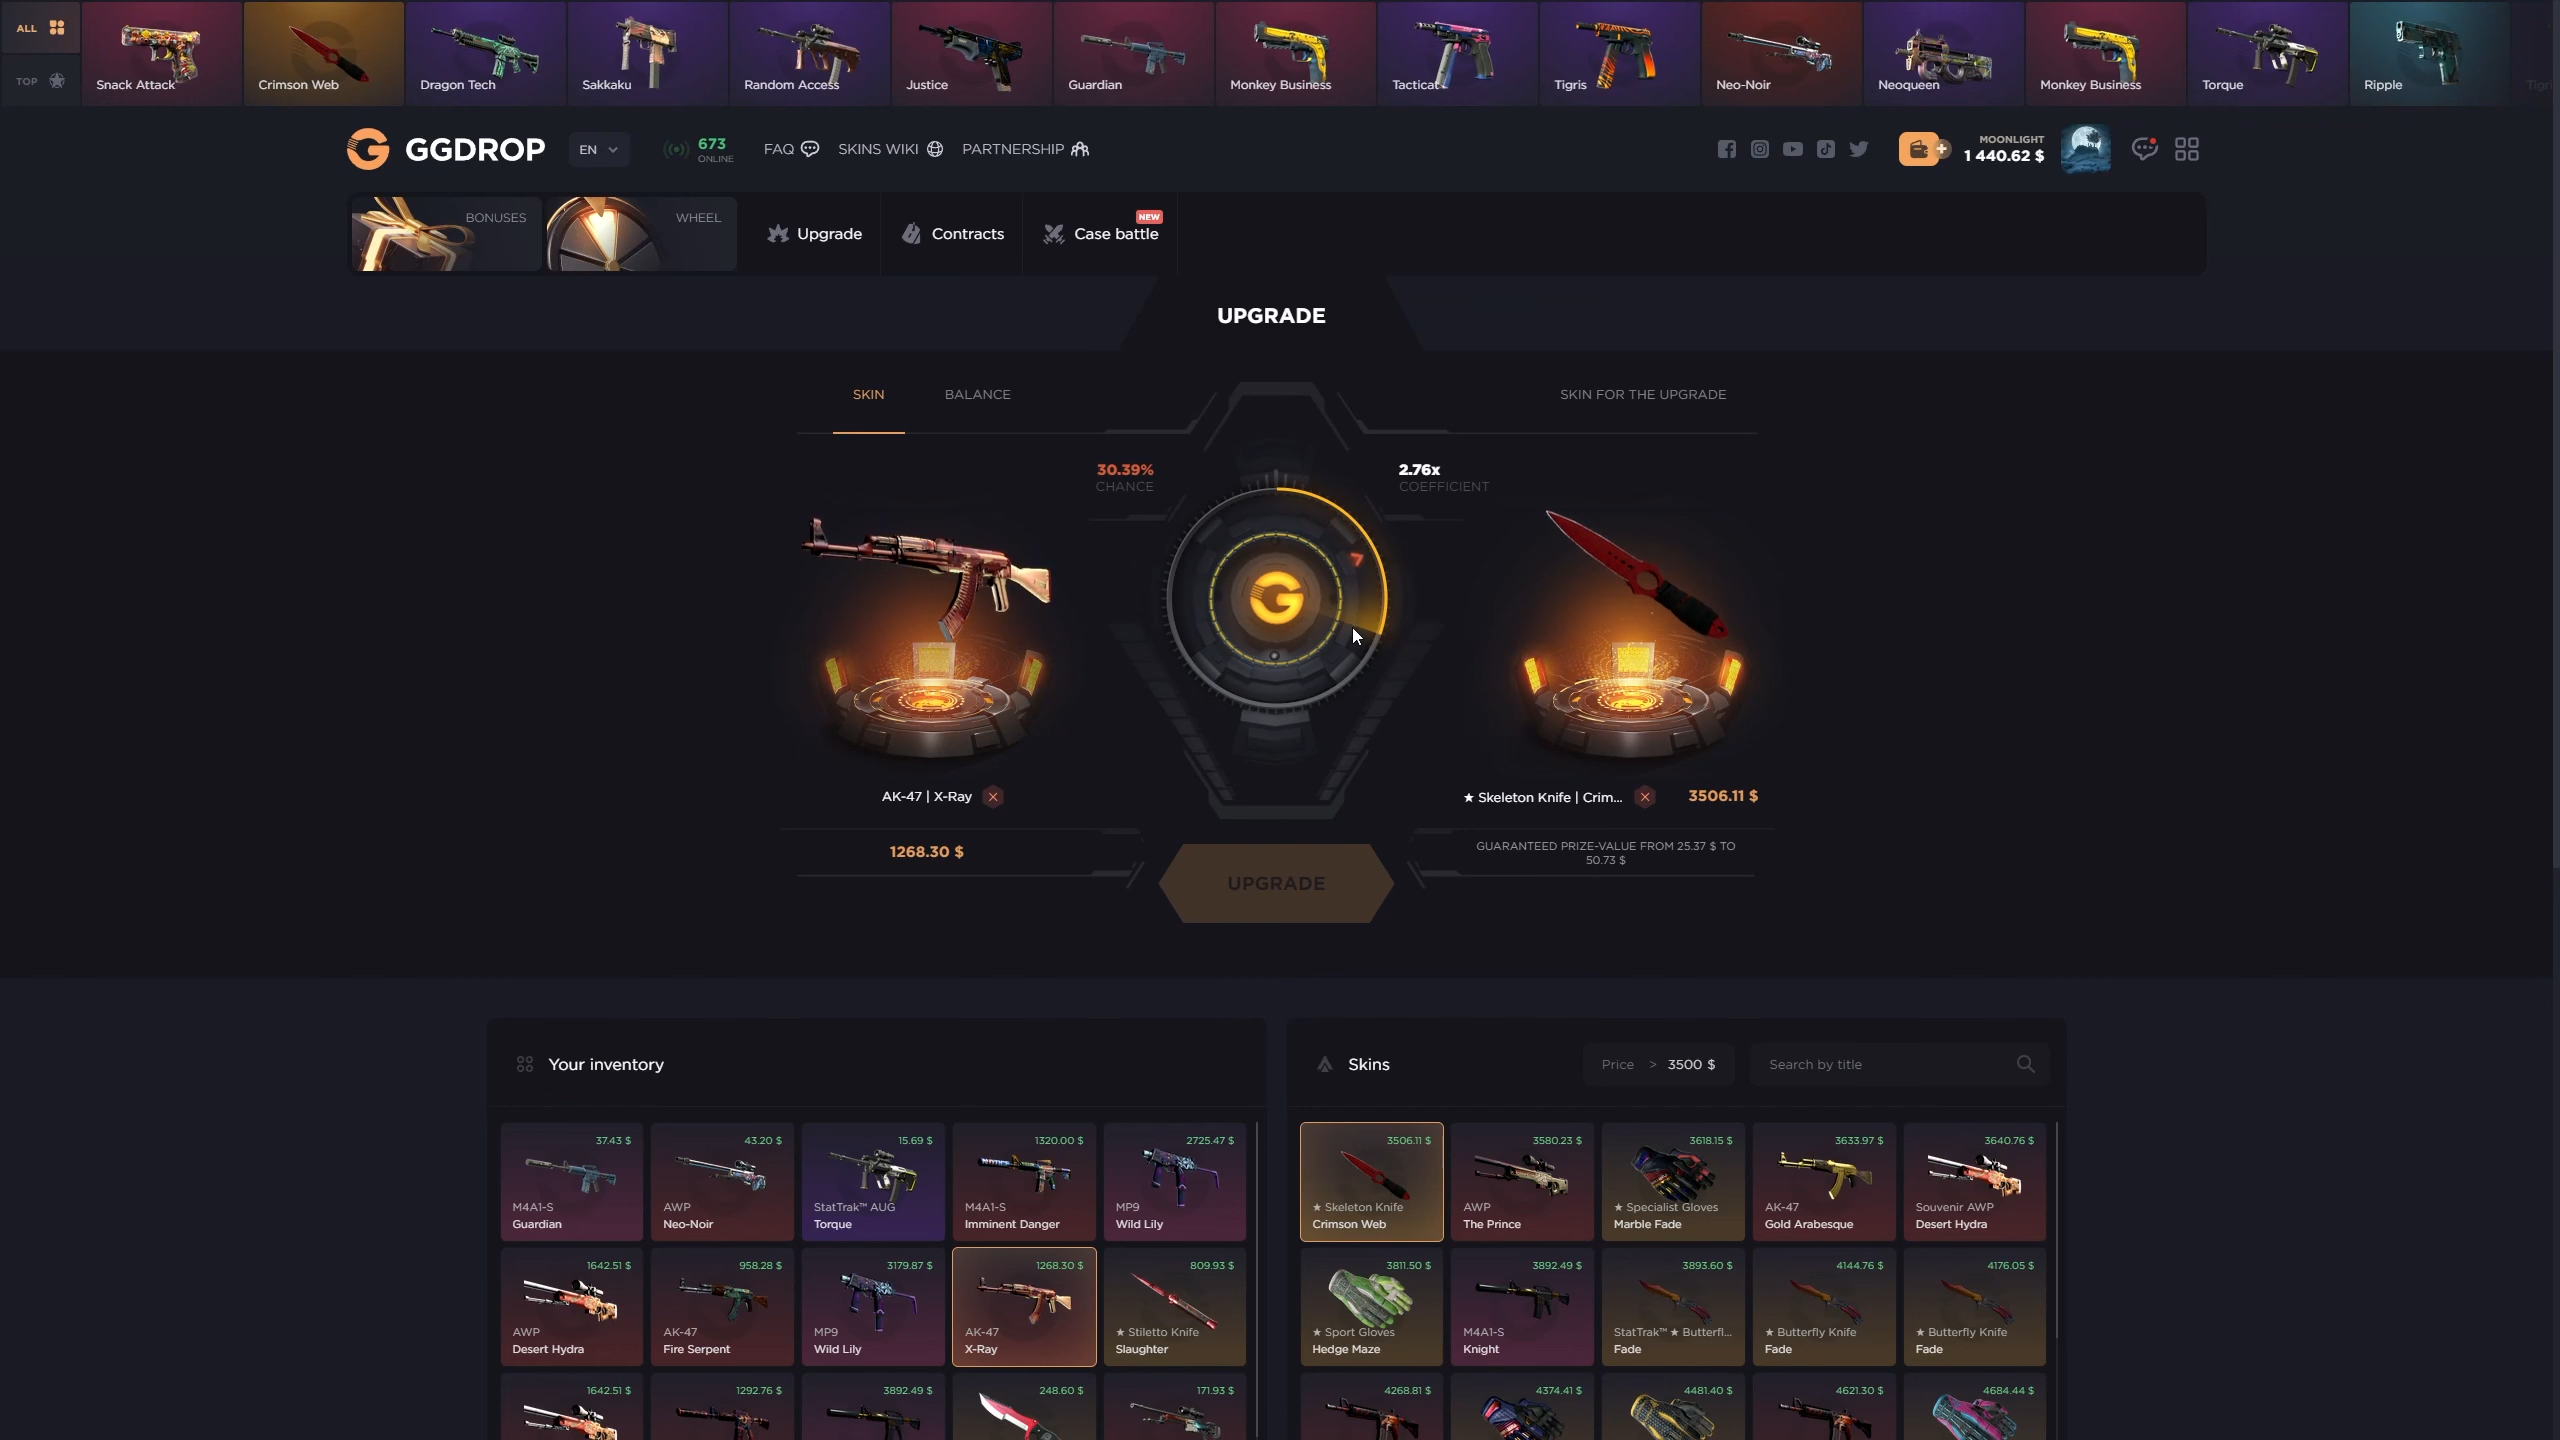 ALL
TOP
Snack Attack
Crimson Web
Dragon Tech
Sakkaku
Random Access
Justice
Guardian
Monkey Business
Tactical
Tigris
Neo-Noir
Neoqueen
Monkey Business
Torque
Ripple
GGDROP
EN
673
ONLINE
FAQ
SKINS WIKI
PARTNERSHIP
MOONLIGHT
1 440.62 $
BONUSES
WHEEL
Upgrade
Contracts
NEW
Case battle
UPGRADE
SKIN
BALANCE
SKIN FOR THE UPGRADE
30.39%
CHANCE
2.76x
COEFFICIENT
AK-47 | X-Ray
★ Skeleton Knife | Crim...
3506.11 $
1268.30 $
GUARANTEED PRIZE-VALUE FROM 25.37 $ TO
50.73 $
UPGRADE
Your inventory
37.43 $
M4A1-S
Guardian
43.20 $
AWP
Neo-Noir
15.69 $
StatTrak™ AUG
Torque
1320.00 $
M4A1-S
Imminent Danger
2725.47 $
MP9
Wild Lily
1642.51 $
AWP
Desert Hydra
958.28 $
AK-47
Fire Serpent
3179.87 $
MP9
Wild Lily
1268.30 $
AK-47
X-Ray
809.93 $
★ Stiletto Knife
Slaughter
1642.51 $
1292.76 $
3892.49 $
248.60 $
171.93 $
Skins
Price > 3500 $
Search by title
3506.11 $
★ Skeleton Knife
Crimson Web
3580.23 $
AWP
The Prince
3618.15 $
★ Specialist Gloves
Marble Fade
3633.97 $
AK-47
Gold Arabesque
3640.76 $
Souvenir AWP
Desert Hydra
3811.50 $
★ Sport Gloves
Hedge Maze
3892.49 $
M4A1-S
Knight
3893.60 $
StatTrak™ ★ Butterfl...
Fade
4144.76 $
★ Butterfly Knife
Fade
4176.05 $
★ Butterfly Knife
Fade
4268.81 $
4374.41 $
4481.40 $
4621.30 $
4684.44 $